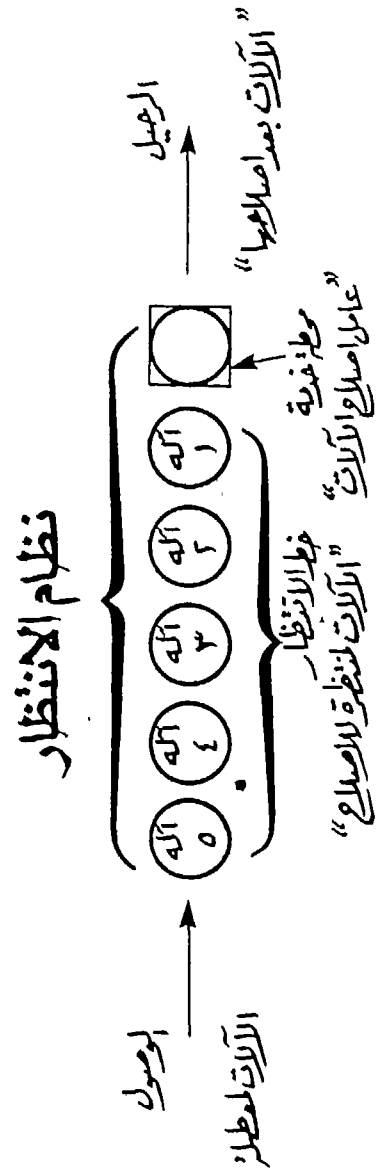 نظام الانتظار
الوصول
الآلات المعطلة
آلة ٥
آلة ٤
آلة ٣
آلة ٢
آلة ١
خط الانتظار
"الآلات المنتظرة للإصلاح"
محطة خدمة
"عامل إصلاح الآلات"
الرحيل
"الآلات بعد اصلاحها"